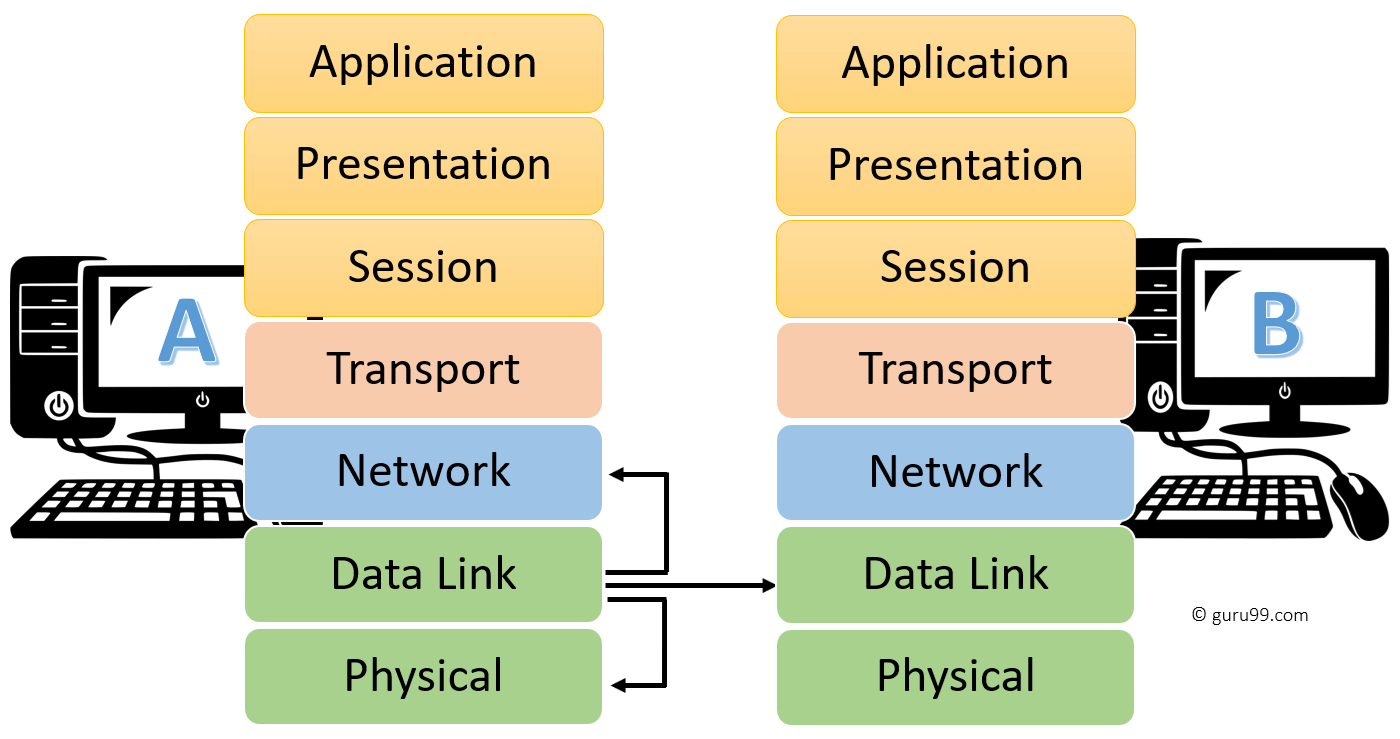 Application
Presentation
Session
Transport
Network
Data Link
Physical
A
Application
Presentation
Session
Transport
Network
Data Link
Physical
B
© guru99.com